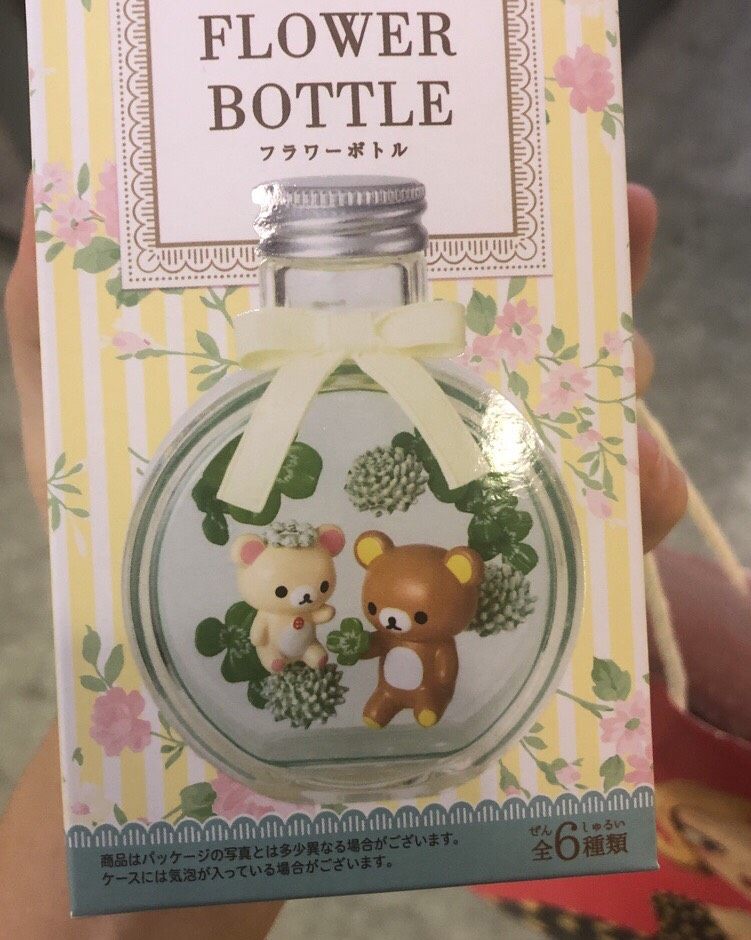 FLOWER
BOTTLE
フラワーボトル
商品はパッケージの写真とは多少異なる場合がございます。
ケースには気泡が入っている場合がございます。
ぜん しゅるい
全6種類